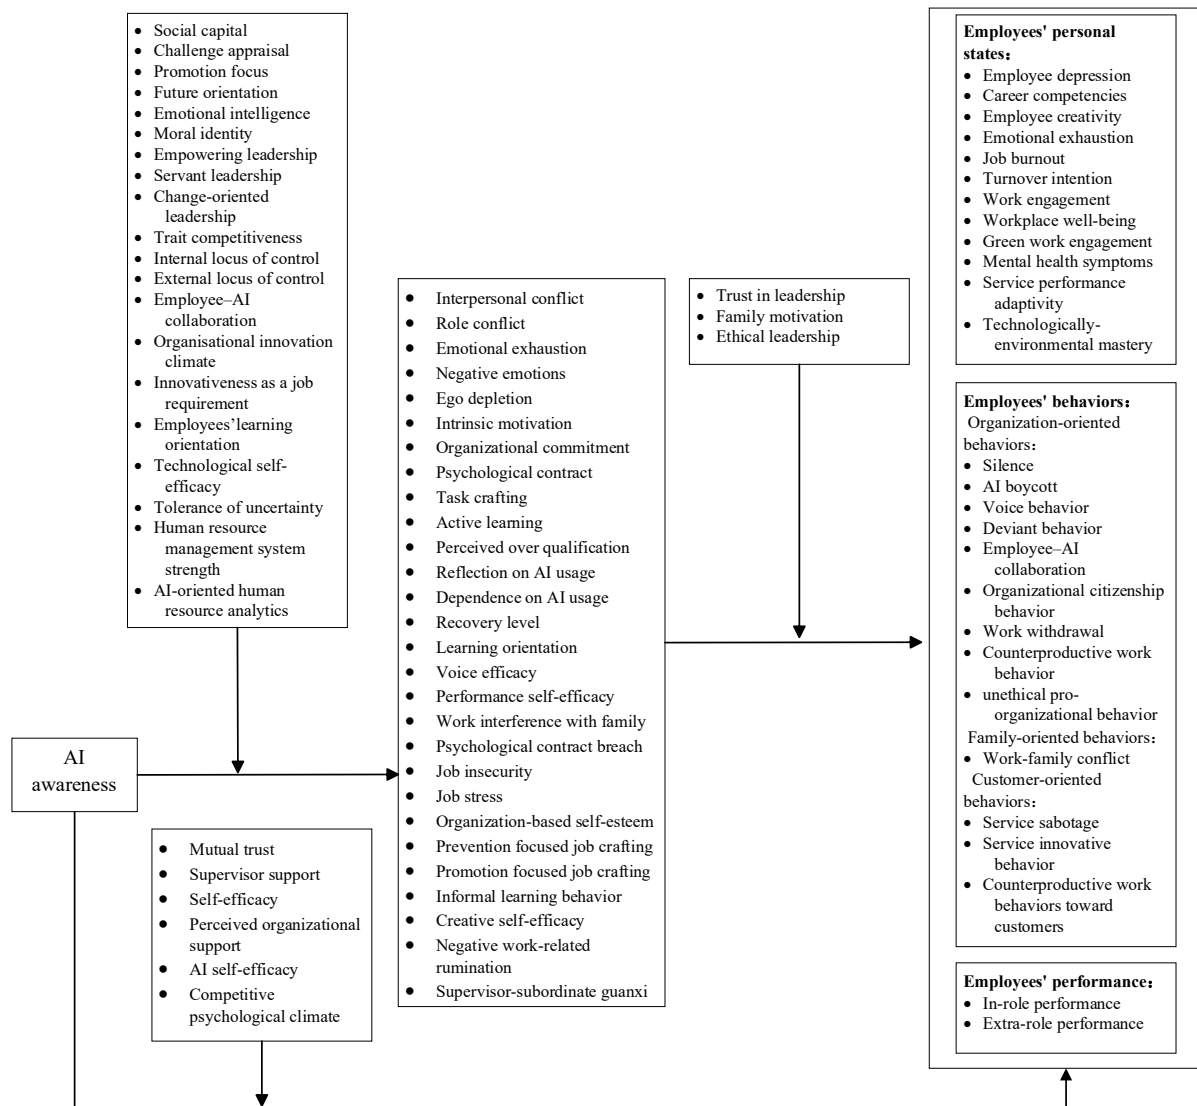 Social capital
Challenge appraisal
Promotion focus
Future orientation
Emotional intelligence
Moral identity
Empowering leadership
Servant leadership
Change-oriented
leadership
Trait competitiveness
Internal locus of control
External locus of control
Employee–AI
collaboration
Organisational innovation
climate
Innovativeness as a job
requirement
Employees’learning
orientation
Technological self-
efficacy
Tolerance of uncertainty
Human resource
management system
strength
AI-oriented human
resource analytics
AI
awareness
Mutual trust
Supervisor support
Self-efficacy
Perceived organizational
support
AI self-efficacy
Competitive
psychological climate
Interpersonal conflict
Role conflict
Emotional exhaustion
Negative emotions
Ego depletion
Intrinsic motivation
Organizational commitment
Psychological contract
Task crafting
Active learning
Perceived over qualification
Reflection on AI usage
Dependence on AI usage
Recovery level
Learning orientation
Voice efficacy
Performance self-efficacy
Work interference with family
Psychological contract breach
Job insecurity
Job stress
Organization-based self-esteem
Prevention focused job crafting
Promotion focused job crafting
Informal learning behavior
Creative self-efficacy
Negative work-related
rumination
Supervisor-subordinate guanxi
Trust in leadership
Family motivation
Ethical leadership
Employees' personal
states：
Employee depression
Career competencies
Employee creativity
Emotional exhaustion
Job burnout
Turnover intention
Work engagement
Workplace well-being
Green work engagement
Mental health symptoms
Service performance
adaptivity
Technologically-
environmental mastery
Employees' behaviors：
Organization-oriented
behaviors：
Silence
AI boycott
Voice behavior
Deviant behavior
Employee–AI
collaboration
Organizational citizenship
behavior
Work withdrawal
Counterproductive work
behavior
unethical pro-
organizational behavior
Family-oriented behaviors：
Work-family conflict
Customer-oriented
behaviors：
Service sabotage
Service innovative
behavior
Counterproductive work
behaviors toward
customers
Employees' performance：
In-role performance
Extra-role performance